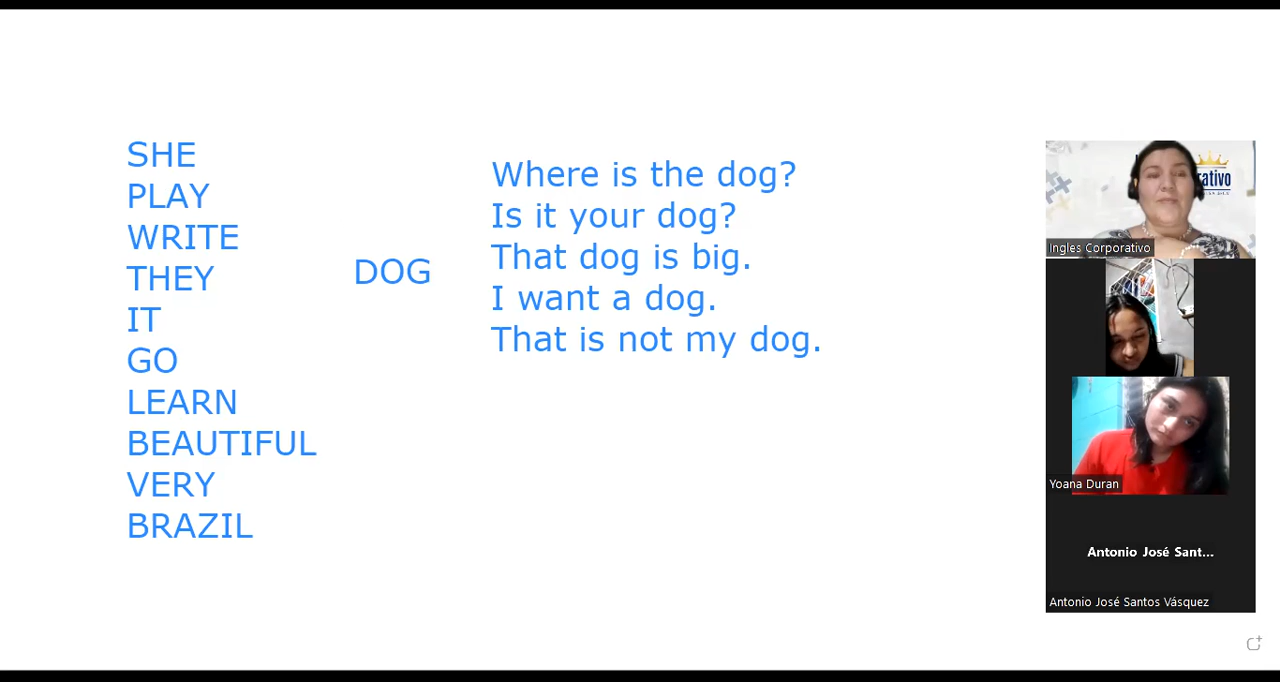 SHE
PLAY
WRITE
THEY
IT
GO
LEARN
BEAUTIFUL
VERY
BRAZIL
DOG
Where is the dog?
Is it your dog?
That dog is big.
I want a dog.
That is not my dog.
Ingles Corporativo
Yoana Duran
Antonio José Sant...
Antonio José Santos Vásquez